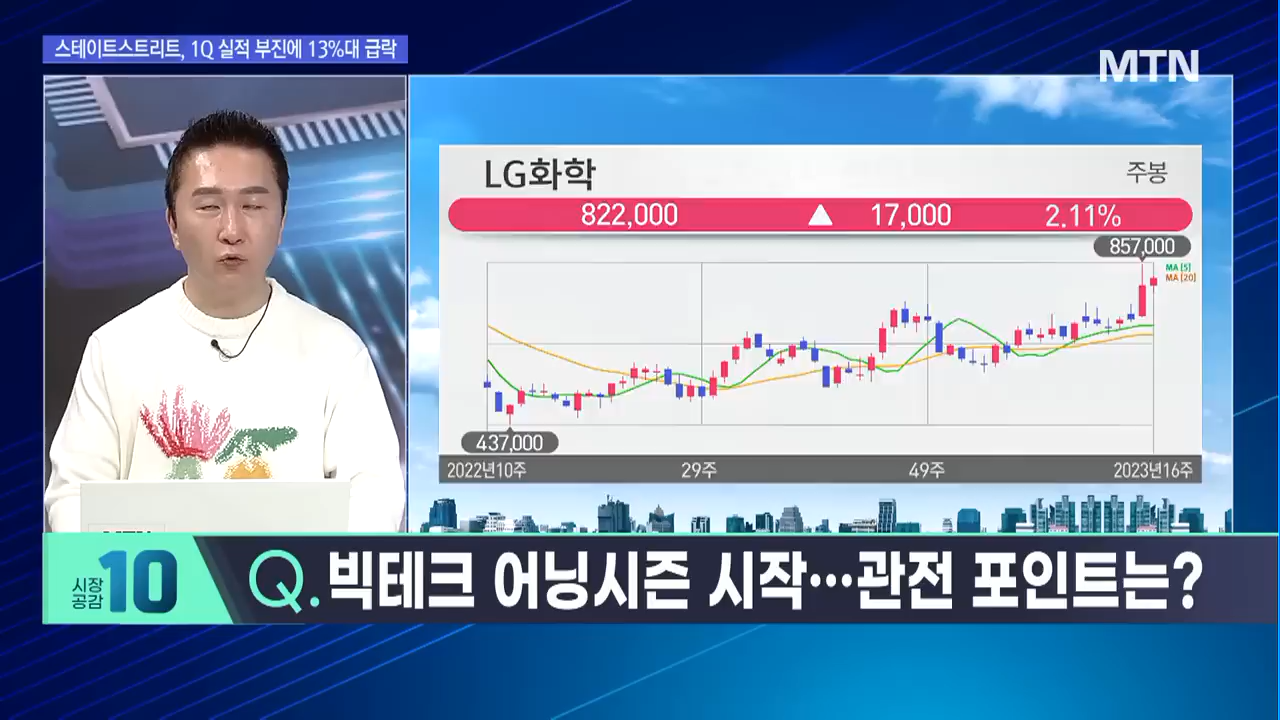 스테이트스트리트, 1Q 실적 부진에 13%대 급락
MTN
LG화학
주봉
822,000 ▲ 17,000 2.11%
857,000
MA [5]
MA [20]
437,000
2022년10주 29주 49주 2023년16주
시장
공감
10
Q. 빅테크 어닝시즌 시작…관전 포인트는?